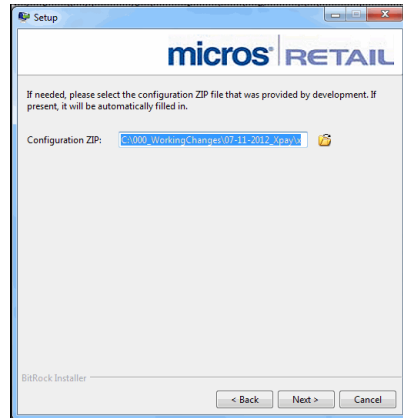 Setup
micros® RETAIL
If needed, please select the configuration ZIP file that was provided by development. If
present, it will be automatically filled in.
Configuration ZIP: C:\000_WorkingChanges\07-11-2012_Xpay\x
BitRock Installer
< Back Next > Cancel